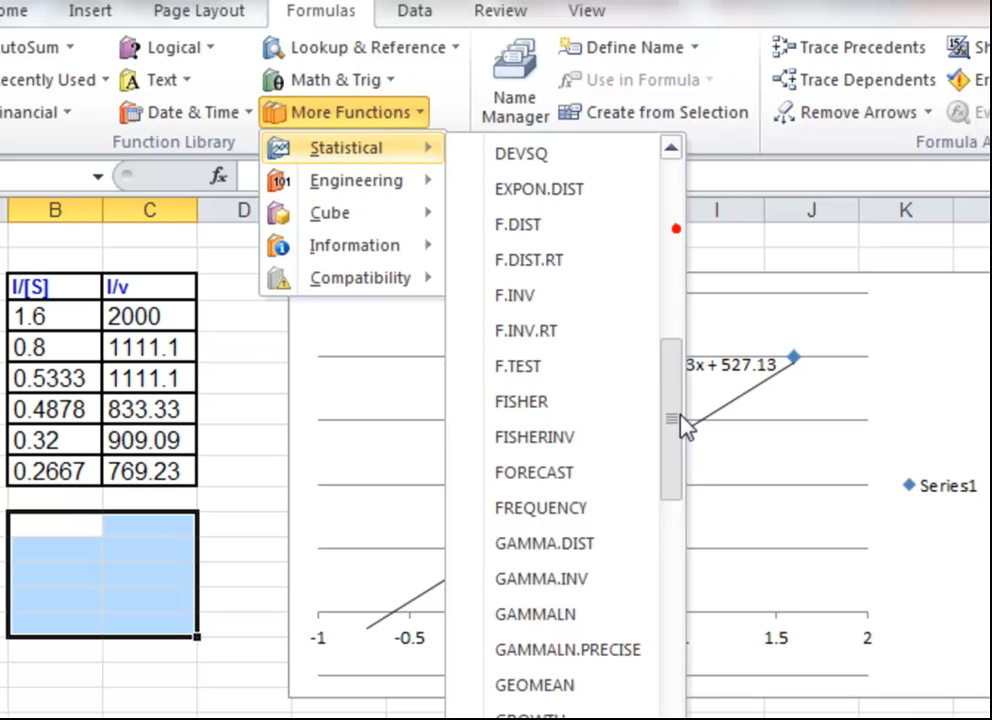 ome Insert Page Layout Formulas Data Review View
utoSum Logical Lookup & Reference Define Name Trace Precedents Sh
ecently Used Text Math & Trig Use in Formula Trace Dependents Er
inancial Date & Time More Functions Name Manager Create from Selection Remove Arrows Ev
Function Library Formula A
Statistical
Engineering
Cube
Information
Compatibility
DEVSQ
EXPON.DIST
F.DIST
F.DIST.RT
F.INV
F.INV.RT
F.TEST
FISHER
FISHERINV
FORECAST
FREQUENCY
GAMMA.DIST
GAMMA.INV
GAMMALN
GAMMALN.PRECISE
GEOMEAN
GROWTH
fx
B C D I J K
I/[S] I/v
1.6 2000
0.8 1111.1
0.5333 1111.1
0.4878 833.33
0.32 909.09
0.2667 769.23
3x + 527.13
Series1
-1 -0.5 1.5 2